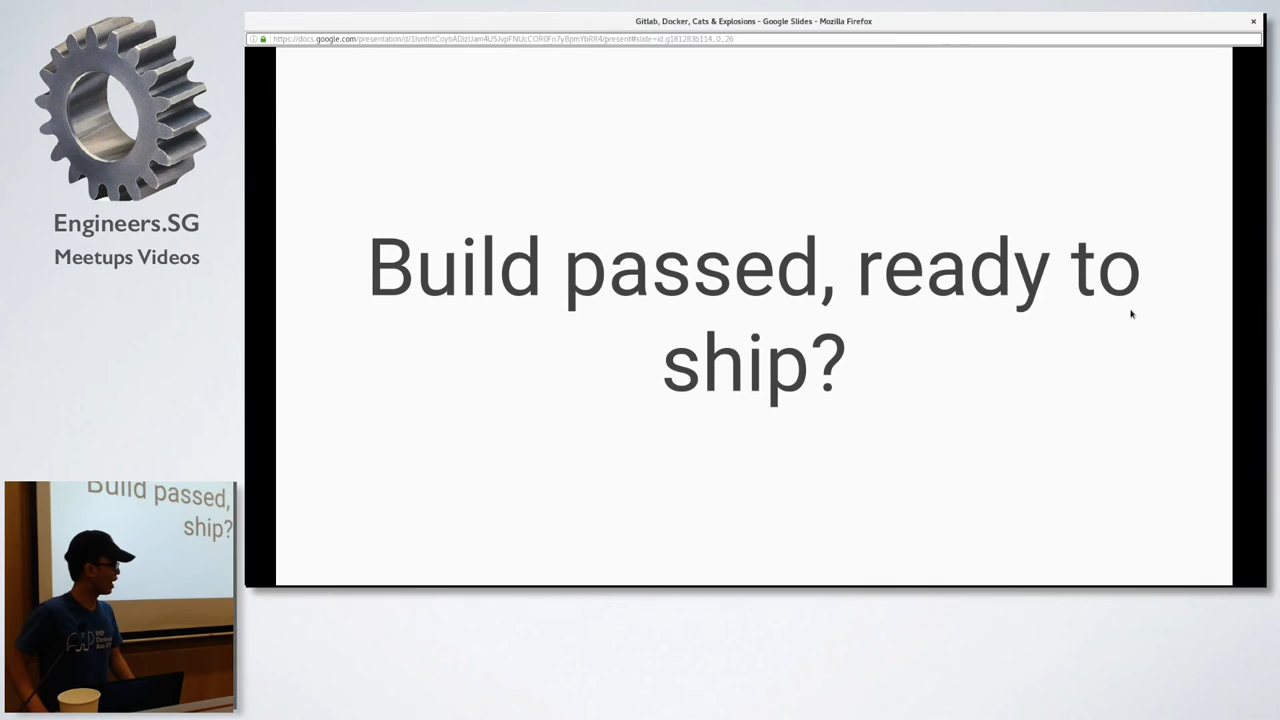 Gitlab, Docker, Cats & Explosions - Google Slides - Mozilla Firefox
Engineers.SG
Meetups Videos
Build passed, ready to
ship?
Build passed,
ship?
PHP